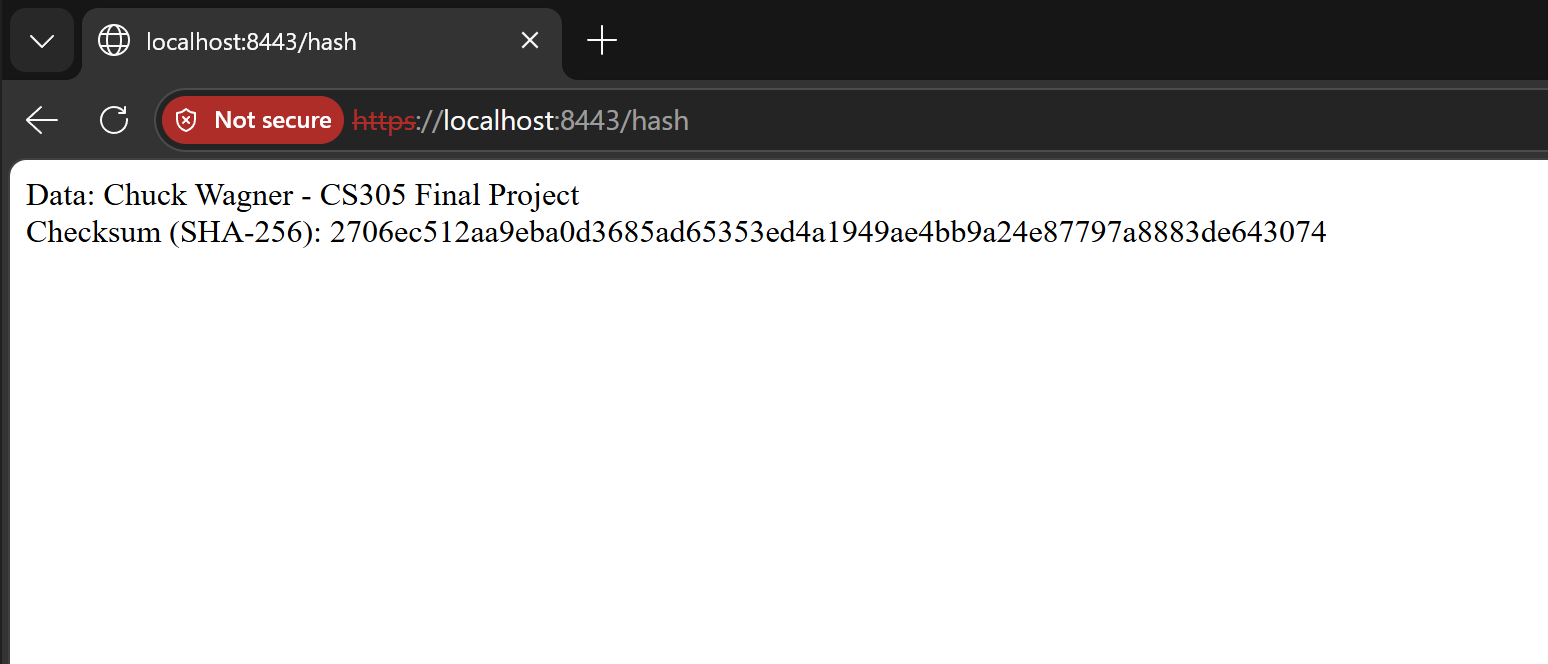 localhost:8443/hash
Not secure https://localhost:8443/hash
Data: Chuck Wagner - CS305 Final Project
Checksum (SHA-256): 2706ec512aa9eba0d3685ad65353ed4a1949ae4bb9a24e87797a8883de643074